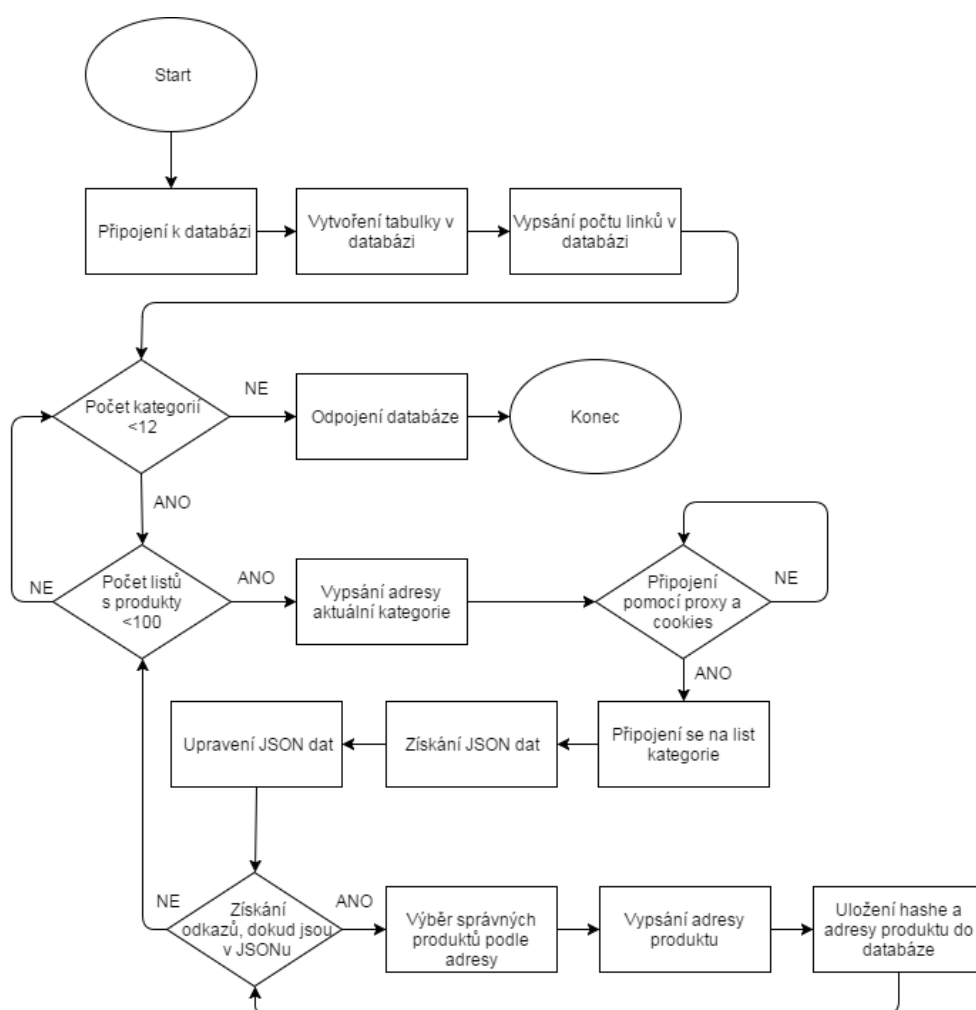 Start
Připojení k databázi
Vytvoření tabulky v
databázi
Vypsání počtu linků v
databázi
Počet kategorií
<12
NE
Odpojení databáze
Konec
ANO
Počet listů
s produkty
<100
NE
ANO
Vypsání adresy
aktuální kategorie
Připojení
pomocí proxy a
cookies
NE
ANO
Připojení se na list
kategorie
Získání JSON dat
Upravení JSON dat
Získání
odkazů, dokud jsou
v JSONu
NE
ANO
Výběr správných
produktů podle
adresy
Vypsání adresy
produktu
Uložení hashe a
adresy produktu do
databáze